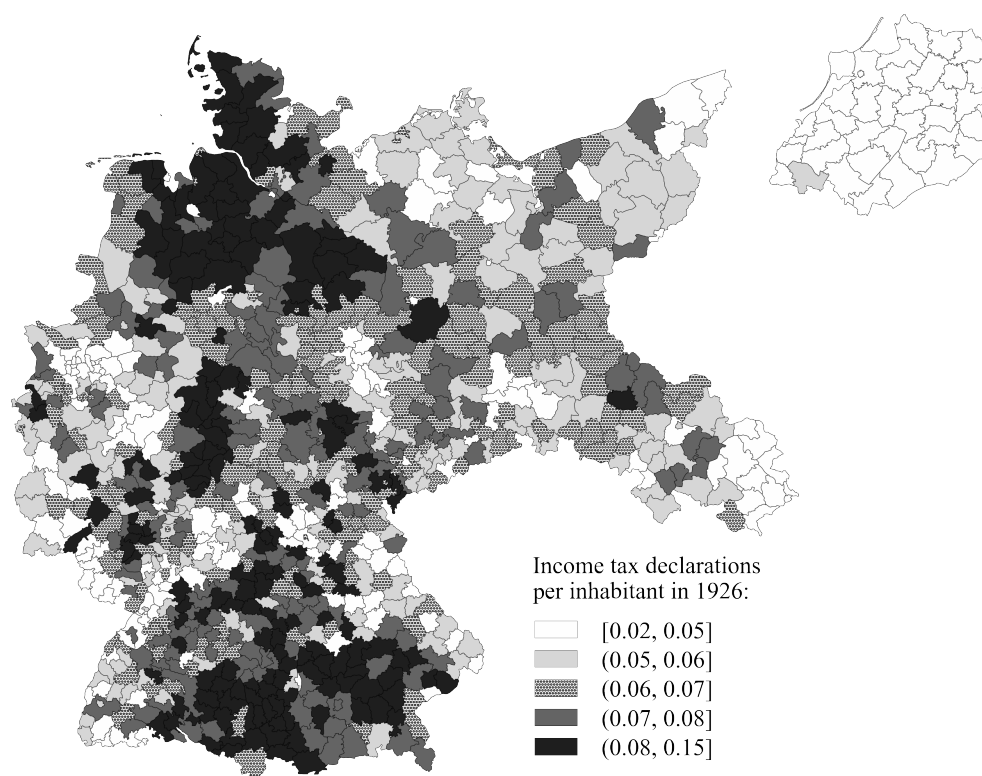 Income tax declarations
per inhabitant in 1926:
[0.02, 0.05]
(0.05, 0.06]
(0.06, 0.07]
(0.07, 0.08]
(0.08, 0.15]